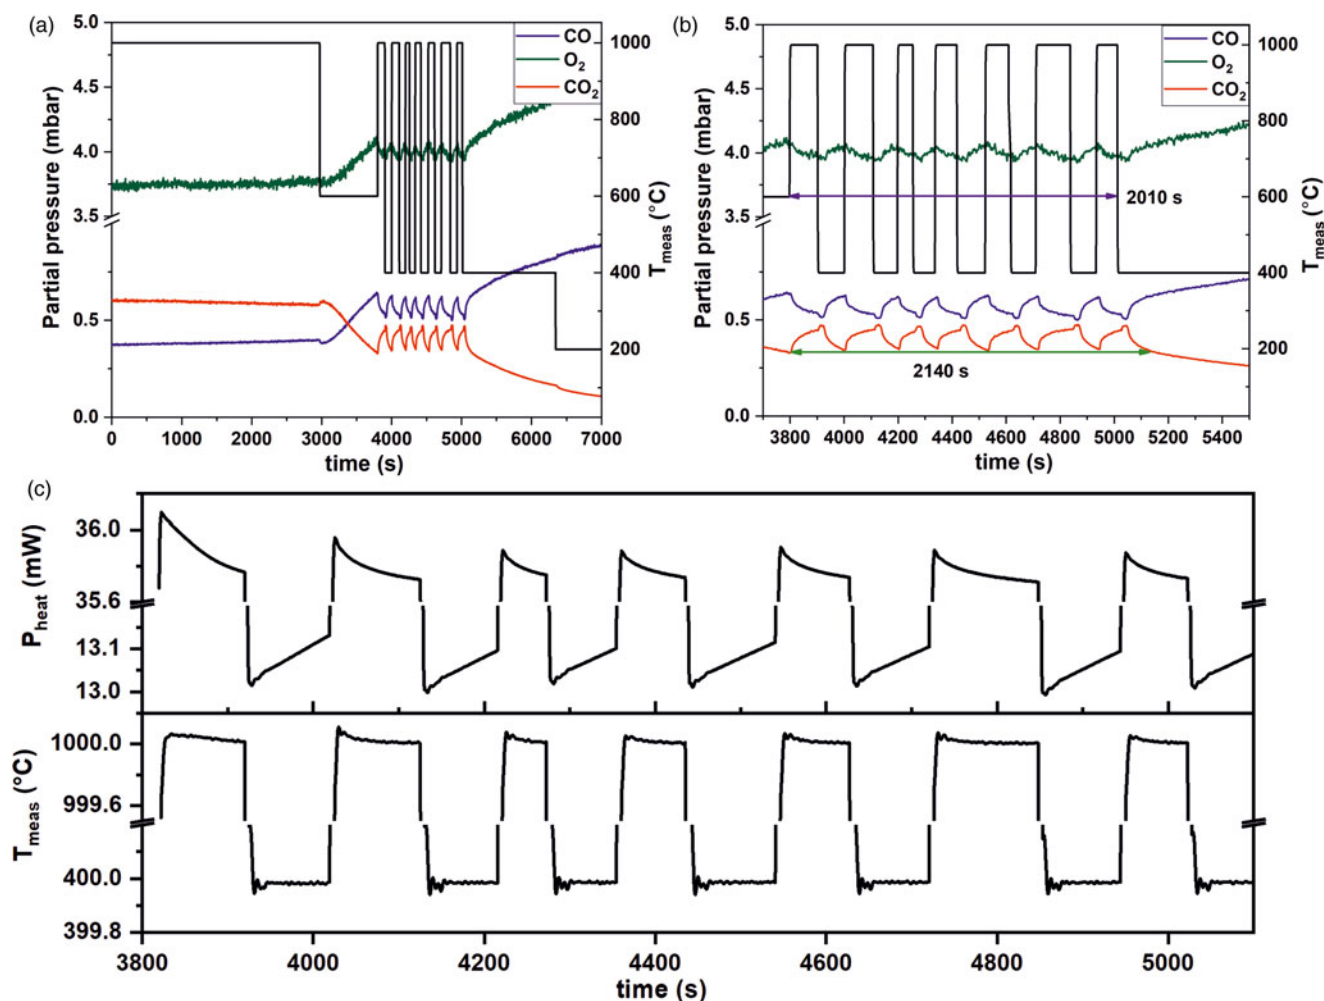 (a)
5.0
4.5
4.0
3.5
0.5
0.0
Partial pressure (mbar)
CO
O2
CO2
1000
800
600
400
200
Tmeas (°C)
0 1000 2000 3000 4000 5000 6000 7000
time (s)
(b)
5.0
4.5
4.0
3.5
0.5
0.0
Partial pressure (mbar)
CO
O2
CO2
2010 s
2140 s
1000
800
600
400
200
Tmeas (°C)
3800 4000 4200 4400 4600 4800 5000 5200 5400
time (s)
(c)
36.0
35.6
13.1
13.0
Pheat (mW)
1000.0
999.6
400.0
399.8
Tmeas (°C)
3800 4000 4200 4400 4600 4800 5000
time (s)